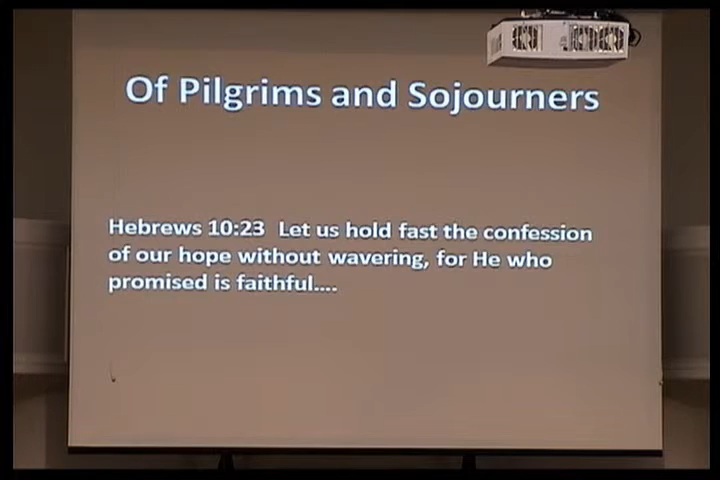 Of Pilgrims and Sojourners
Hebrews 10:23  Let us hold fast the confession
of our hope without wavering, for He who
promised is faithful....